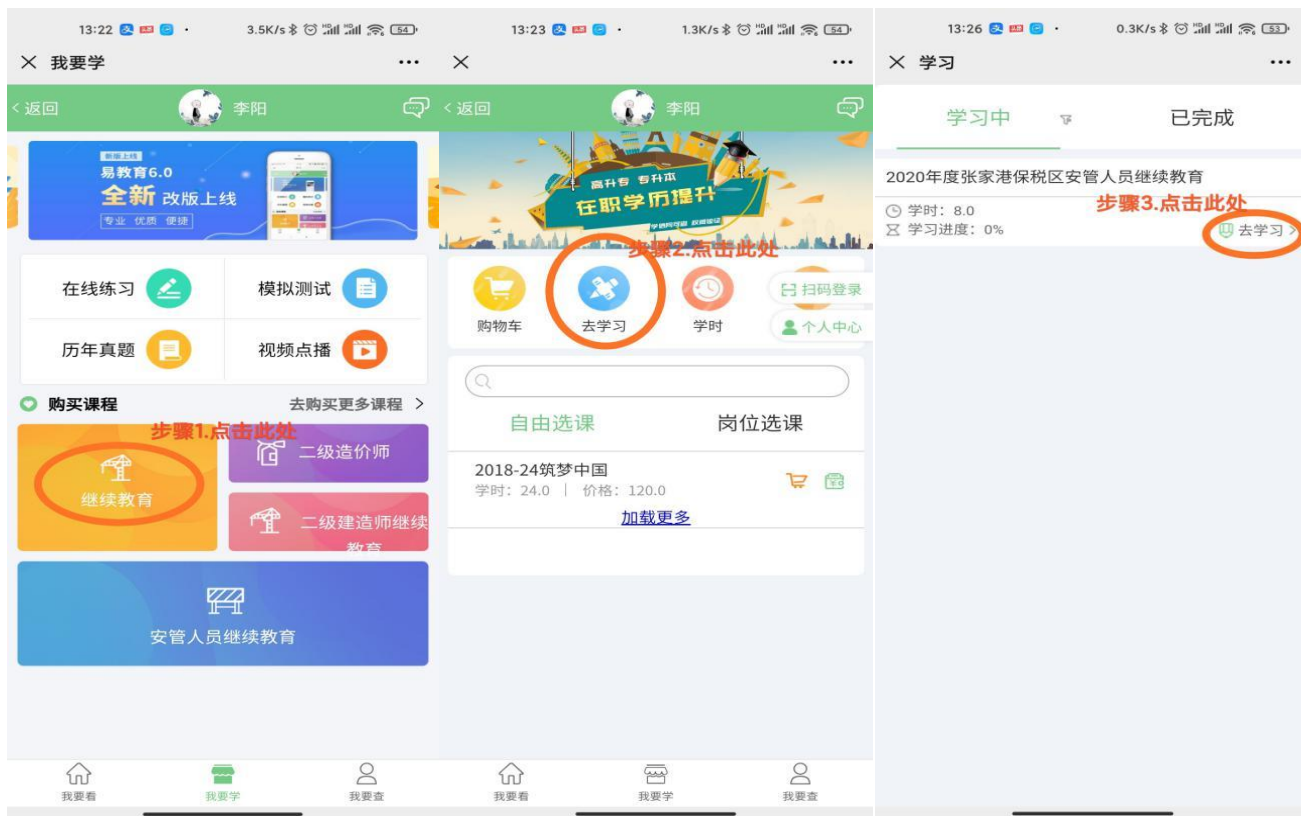 13:22
3.5K/s
54
我要学
返回
李阳
新版上线
易教育6.0
全新 改版上线
专业 优质 便捷
在线练习
模拟测试
历年真题
视频点播
购买课程
去购买更多课程 >
步骤1.点击此处
继续教育
二级造价师
二级建造师继续
教育
安管人员继续教育
我要看
我要学
我要查
13:23
1.3K/s
54
返回
李阳
高升专 专升本
在职学历提升
步骤2.点击此处
购物车
去学习
学时
扫码登录
个人中心
自由选课
岗位选课
2018-24筑梦中国
学时：24.0 | 价格：120.0
加载更多
我要看
我要学
我要查
13:26
0.3K/s
53
学习
学习中
已完成
2020年度张家港保税区安管人员继续教育
步骤3.点击此处
学时：8.0
学习进度：0%
去学习 >